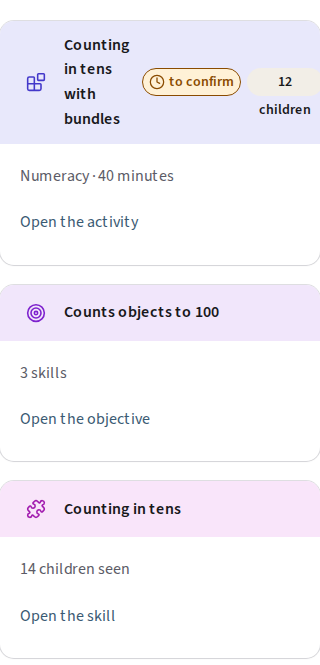 Counting
in tens
with
bundles
to confirm
12
children
Numeracy · 40 minutes
Open the activity
Counts objects to 100
3 skills
Open the objective
Counting in tens
14 children seen
Open the skill